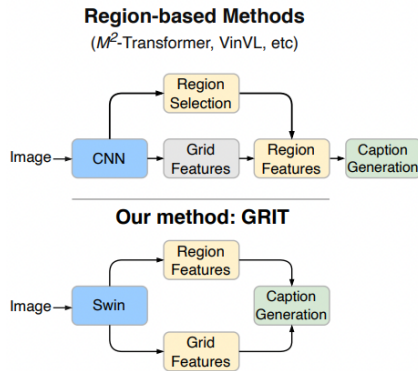 Region-based Methods
(M²-Transformer, VinVL, etc)
Region
Selection
Image
CNN
Grid
Features
Region
Features
Caption
Generation
Our method: GRIT
Region
Features
Image
Swin
Caption
Generation
Grid
Features